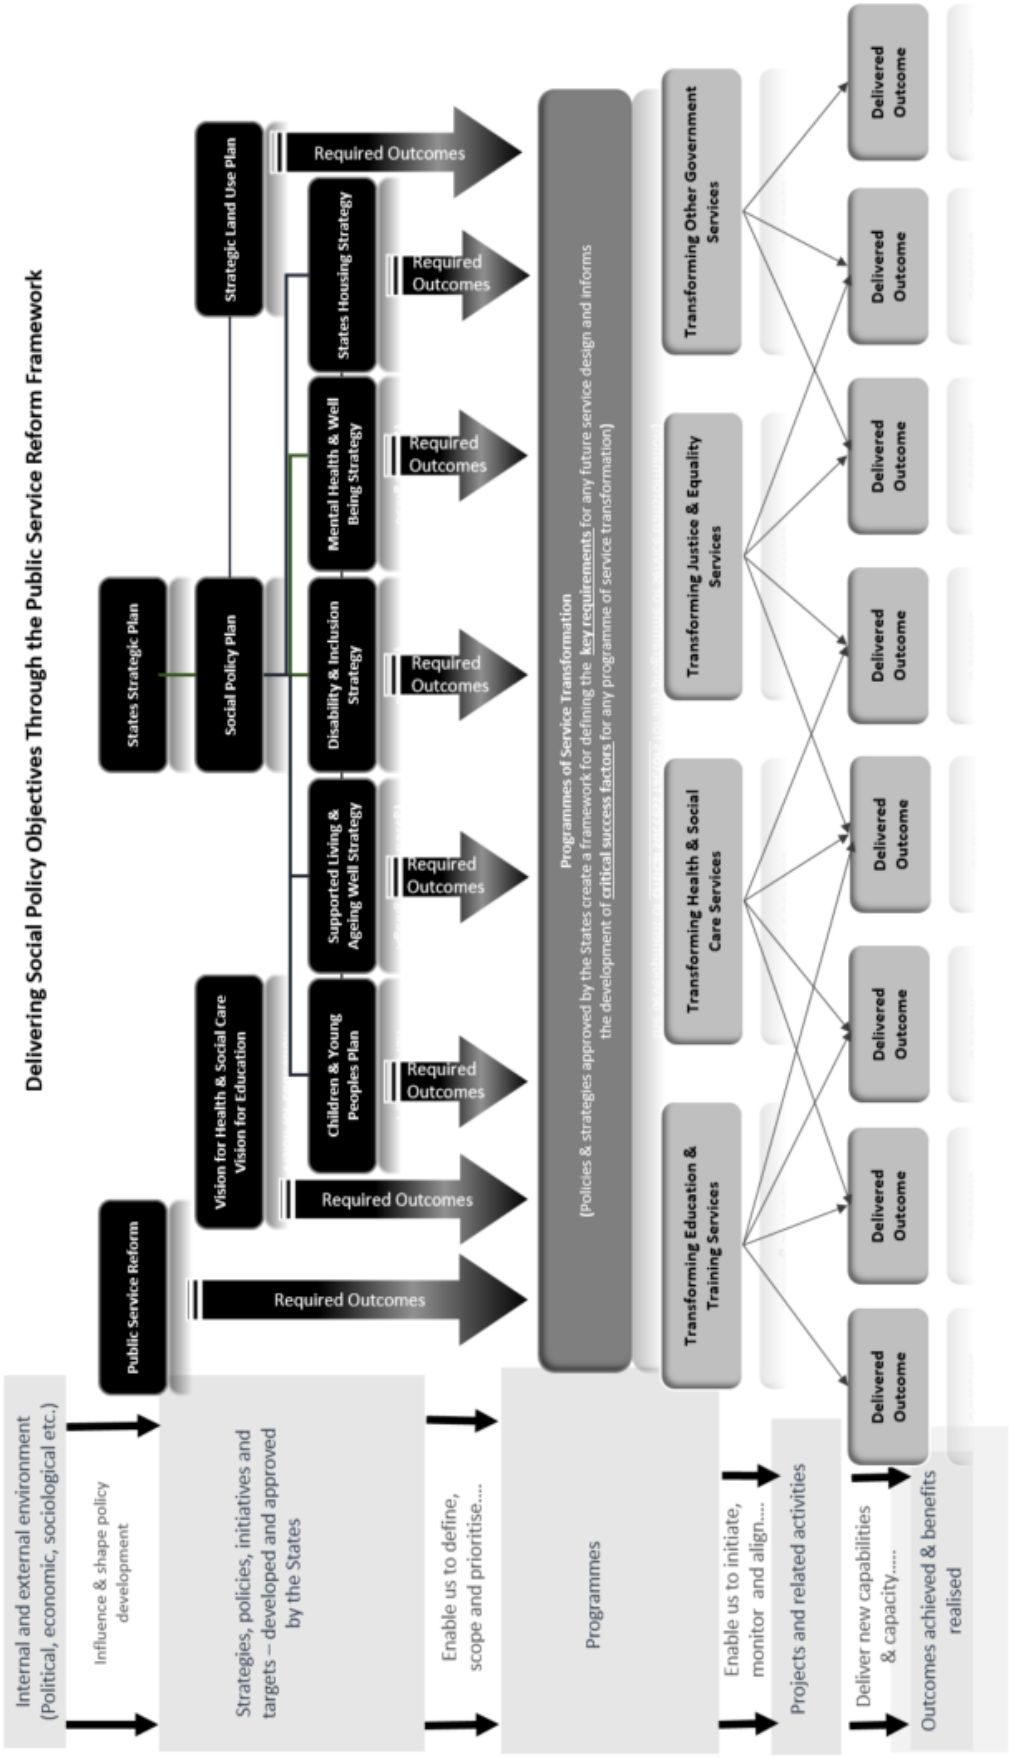 Delivering Social Policy Objectives Through the Public Service Reform Framework
Internal and external environment
(Political, economic, sociological etc.)
Influence & shape policy
development
Strategies, policies, initiatives and
targets – developed and approved
by the States
Enable us to define,
scope and prioritise....
Programmes
Enable us to initiate,
monitor and align....
Projects and related activities
Deliver new capabilities
& capacity.....
Outcomes achieved & benefits
realised
Public Service Reform
States Strategic Plan
Vision for Health & Social Care
Vision for Education
Social Policy Plan
Strategic Land Use Plan
Children & Young
Peoples Plan
Supported Living &
Ageing Well Strategy
Disability & Inclusion
Strategy
Mental Health & Well
Being Strategy
States Housing Strategy
Required Outcomes
Required Outcomes
Required
Outcomes
Required
Outcomes
Required
Outcomes
Required
Outcomes
Required
Outcomes
Required Outcomes
Programmes of Service Transformation
(Policies & strategies approved by the States create a framework for defining the key requirements for any future service design and informs
the development of critical success factors for any programme of service transformation)
Transforming Education &
Training Services
Transforming Health & Social
Care Services
Transforming Justice & Equality
Services
Transforming Other Government
Services
Delivered
Outcome
Delivered
Outcome
Delivered
Outcome
Delivered
Outcome
Delivered
Outcome
Delivered
Outcome
Delivered
Outcome
Delivered
Outcome